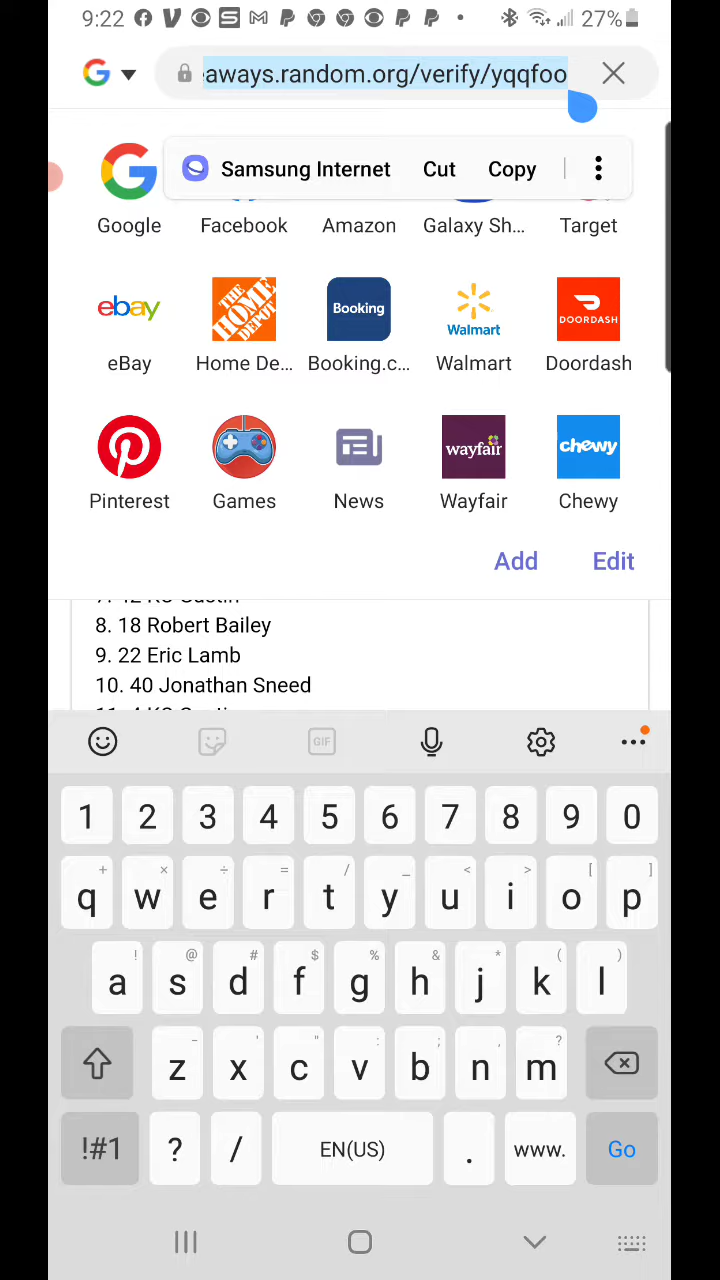 9:22 27%
eaways.random.org/verify/yqqfoo
Samsung Internet Cut Copy
Google Facebook Amazon Galaxy Sh... Target
ebay THE HOME DEPOT Booking Walmart DOORDASH
eBay Home De... Booking.c... Walmart Doordash
wayfair chewy
Pinterest Games News Wayfair Chewy
Add Edit
8. 18 Robert Bailey
9. 22 Eric Lamb
10. 40 Jonathan Sneed
GIF
1 2 3 4 5 6 7 8 9 0
+ × ÷ = / _ < > [ ]
q w e r t y u i o p
! @ # $ % & * ( )
a s d f g h j k l
- ' " : ; , ?
z x c v b n m
!#1 ? / EN(US) . www. Go